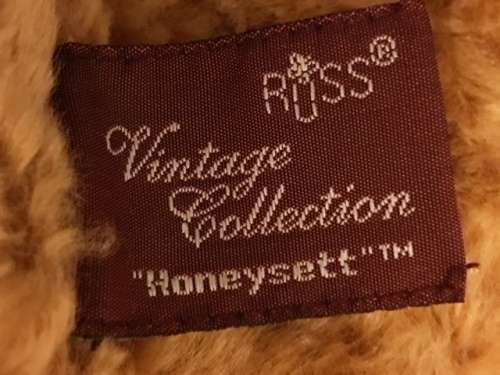 RUSS®
Vintage
Collection
"Honeysett"™